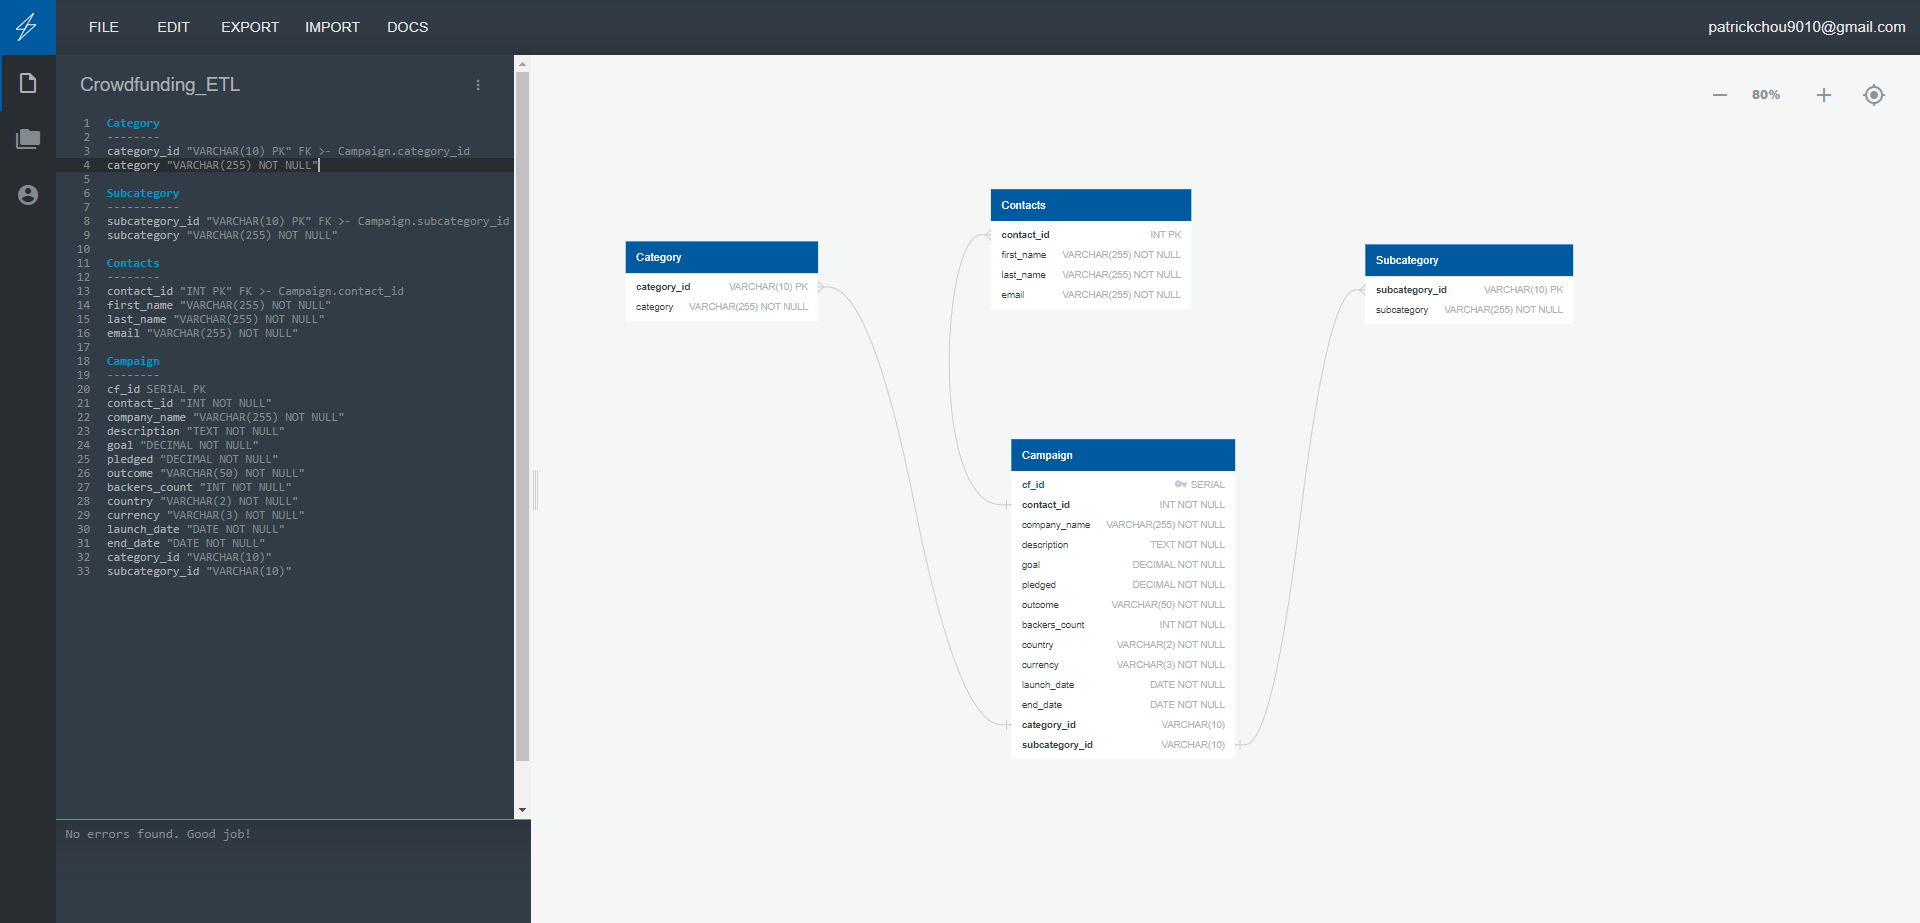 FILE EDIT EXPORT IMPORT DOCS patrickchou9010@gmail.com
Crowdfunding_ETL
1 Category
2 --------
3 category_id "VARCHAR(10) PK" FK >- Campaign.category_id
4 category "VARCHAR(255) NOT NULL"
5
6 Subcategory
7 -----------
8 subcategory_id "VARCHAR(10) PK" FK >- Campaign.subcategory_id
9 subcategory "VARCHAR(255) NOT NULL"
10
11 Contacts
12 --------
13 contact_id "INT PK" FK >- Campaign.contact_id
14 first_name "VARCHAR(255) NOT NULL"
15 last_name "VARCHAR(255) NOT NULL"
16 email "VARCHAR(255) NOT NULL"
17
18 Campaign
19 --------
20 cf_id SERIAL PK
21 contact_id "INT NOT NULL"
22 company_name "VARCHAR(255) NOT NULL"
23 description "TEXT NOT NULL"
24 goal "DECIMAL NOT NULL"
25 pledged "DECIMAL NOT NULL"
26 outcome "VARCHAR(50) NOT NULL"
27 backers_count "INT NOT NULL"
28 country "VARCHAR(2) NOT NULL"
29 currency "VARCHAR(3) NOT NULL"
30 launch_date "DATE NOT NULL"
31 end_date "DATE NOT NULL"
32 category_id "VARCHAR(10)"
33 subcategory_id "VARCHAR(10)"
No errors found. Good job!
80%
Category
category_id VARCHAR(10) PK
category VARCHAR(255) NOT NULL
Contacts
contact_id INT PK
first_name VARCHAR(255) NOT NULL
last_name VARCHAR(255) NOT NULL
email VARCHAR(255) NOT NULL
Subcategory
subcategory_id VARCHAR(10) PK
subcategory VARCHAR(255) NOT NULL
Campaign
cf_id SERIAL
contact_id INT NOT NULL
company_name VARCHAR(255) NOT NULL
description TEXT NOT NULL
goal DECIMAL NOT NULL
pledged DECIMAL NOT NULL
outcome VARCHAR(50) NOT NULL
backers_count INT NOT NULL
country VARCHAR(2) NOT NULL
currency VARCHAR(3) NOT NULL
launch_date DATE NOT NULL
end_date DATE NOT NULL
category_id VARCHAR(10)
subcategory_id VARCHAR(10)